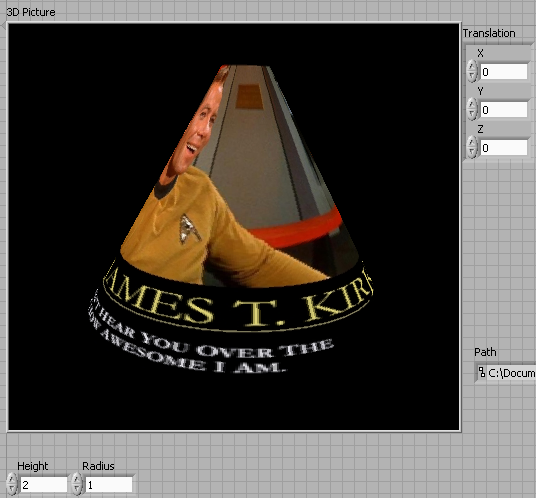 3D Picture
Translation
X
0
Y
0
Z
0
AMES T. KIR
HEAR YOU OVER THE
AWESOME I AM.
Path
C:\Docum
Height
Radius
2
1